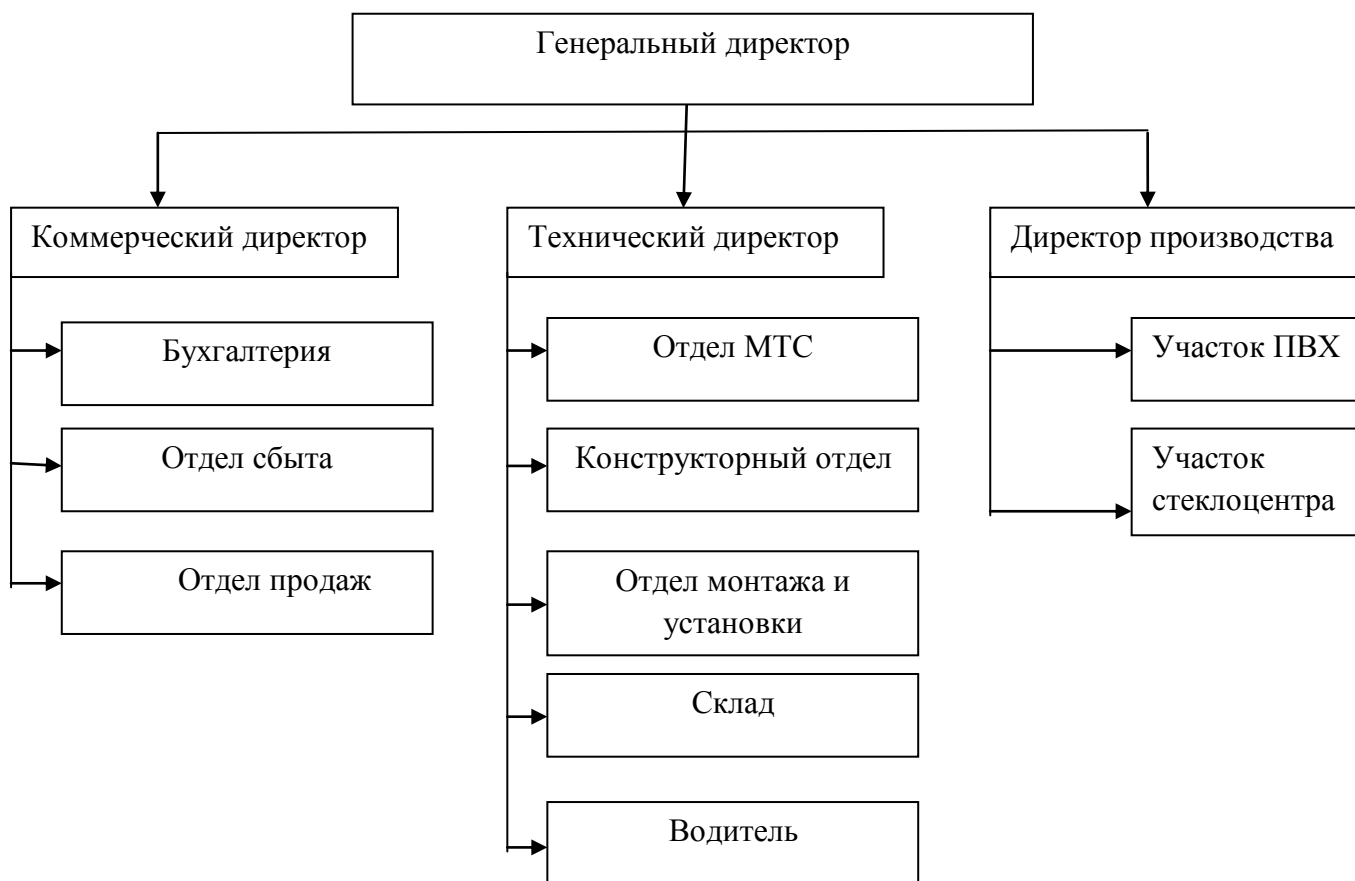 Генеральный директор
Коммерческий директор
Технический директор
Директор производства
Бухгалтерия
Отдел сбыта
Отдел продаж
Отдел МТС
Конструкторный отдел
Отдел монтажа и
установки
Склад
Водитель
Участок ПВХ
Участок
стеклоцентра